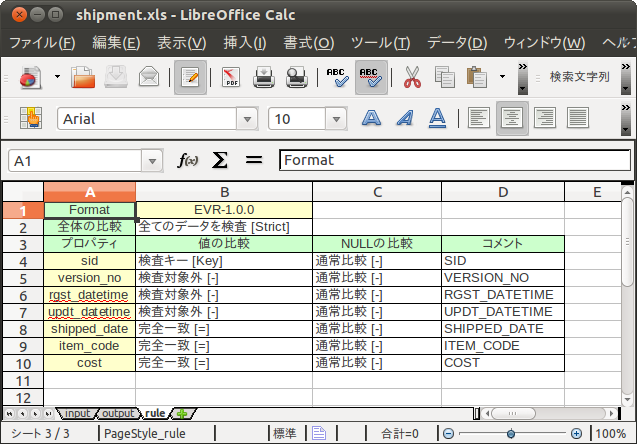 shipment.xls - LibreOffice Calc
ファイル(F) 編集(E) 表示(V) 挿入(I) 書式(O) ツール(T) データ(D) ウィンドウ(W) ヘルプ
PDF ABC ABC 検索文字列
Arial 10 A A A
A1 f(x) Σ = Format
A B C D E
1 Format EVR-1.0.0
2 全体の比較 全てのデータを検査 [Strict]
3 プロパティ 値の比較 NULLの比較 コメント
4 sid 検査キー [Key] 通常比較 [-] SID
5 version_no 検査対象外 [-] 通常比較 [-] VERSION_NO
6 rgst_datetime 検査対象外 [-] 通常比較 [-] RGST_DATETIME
7 updt_datetime 検査対象外 [-] 通常比較 [-] UPDT_DATETIME
8 shipped_date 完全一致 [=] 通常比較 [-] SHIPPED_DATE
9 item_code 完全一致 [=] 通常比較 [-] ITEM_CODE
10 cost 完全一致 [=] 通常比較 [-] COST
11
12
input output rule
シート 3 / 3 PageStyle_rule 標準 合計=0 100%